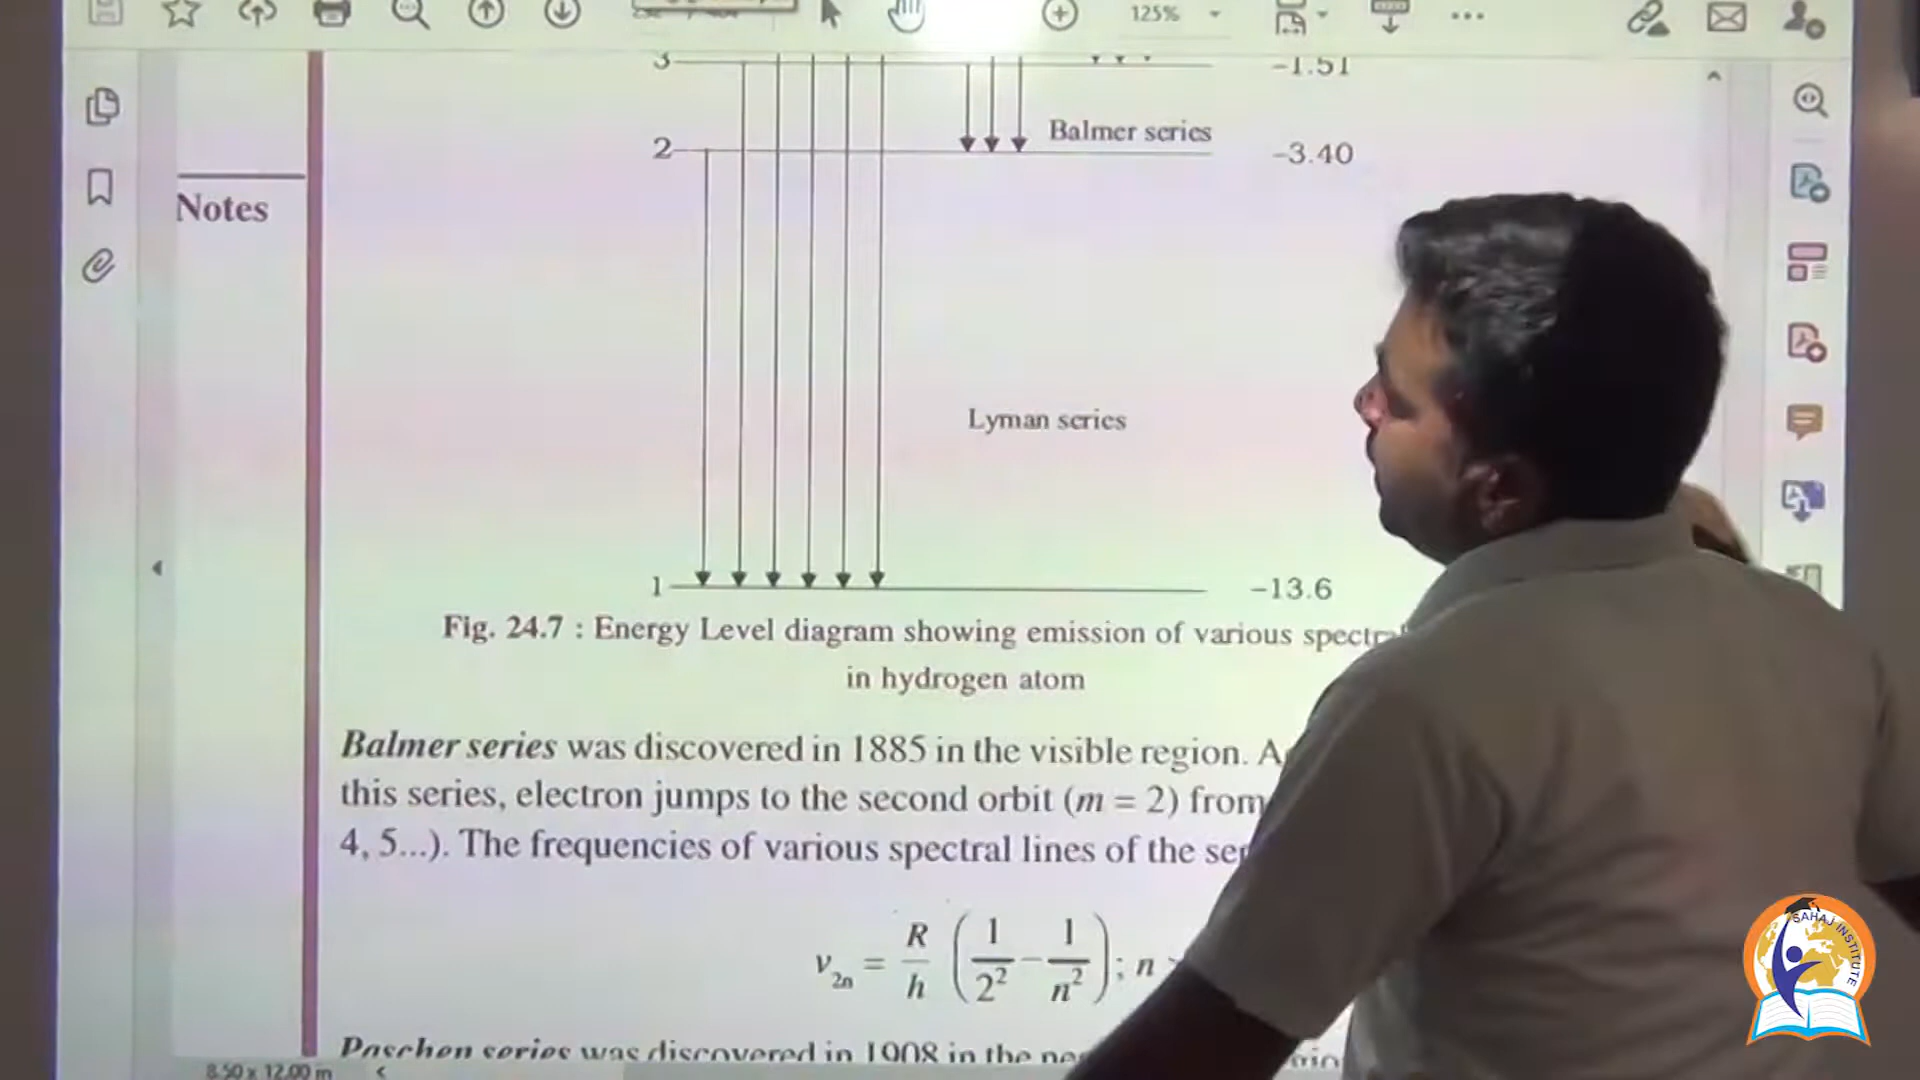 125%
3
-1.51
Balmer series
2
-3.40
Notes
Lyman series
1
-13.6
Fig. 24.7 : Energy Level diagram showing emission of various
in hydrogen atom
Balmer series was discovered in 1885 in the visible region.
this series, electron jumps to the second orbit (m = 2) from
4, 5...). The frequencies of various spectral lines of the
ν2n = R/h (1/2² − 1/n²); n
Paschen series was discovered in 1908 in the
8.50 x 12.00 in
SAHAJ INSTITUTE